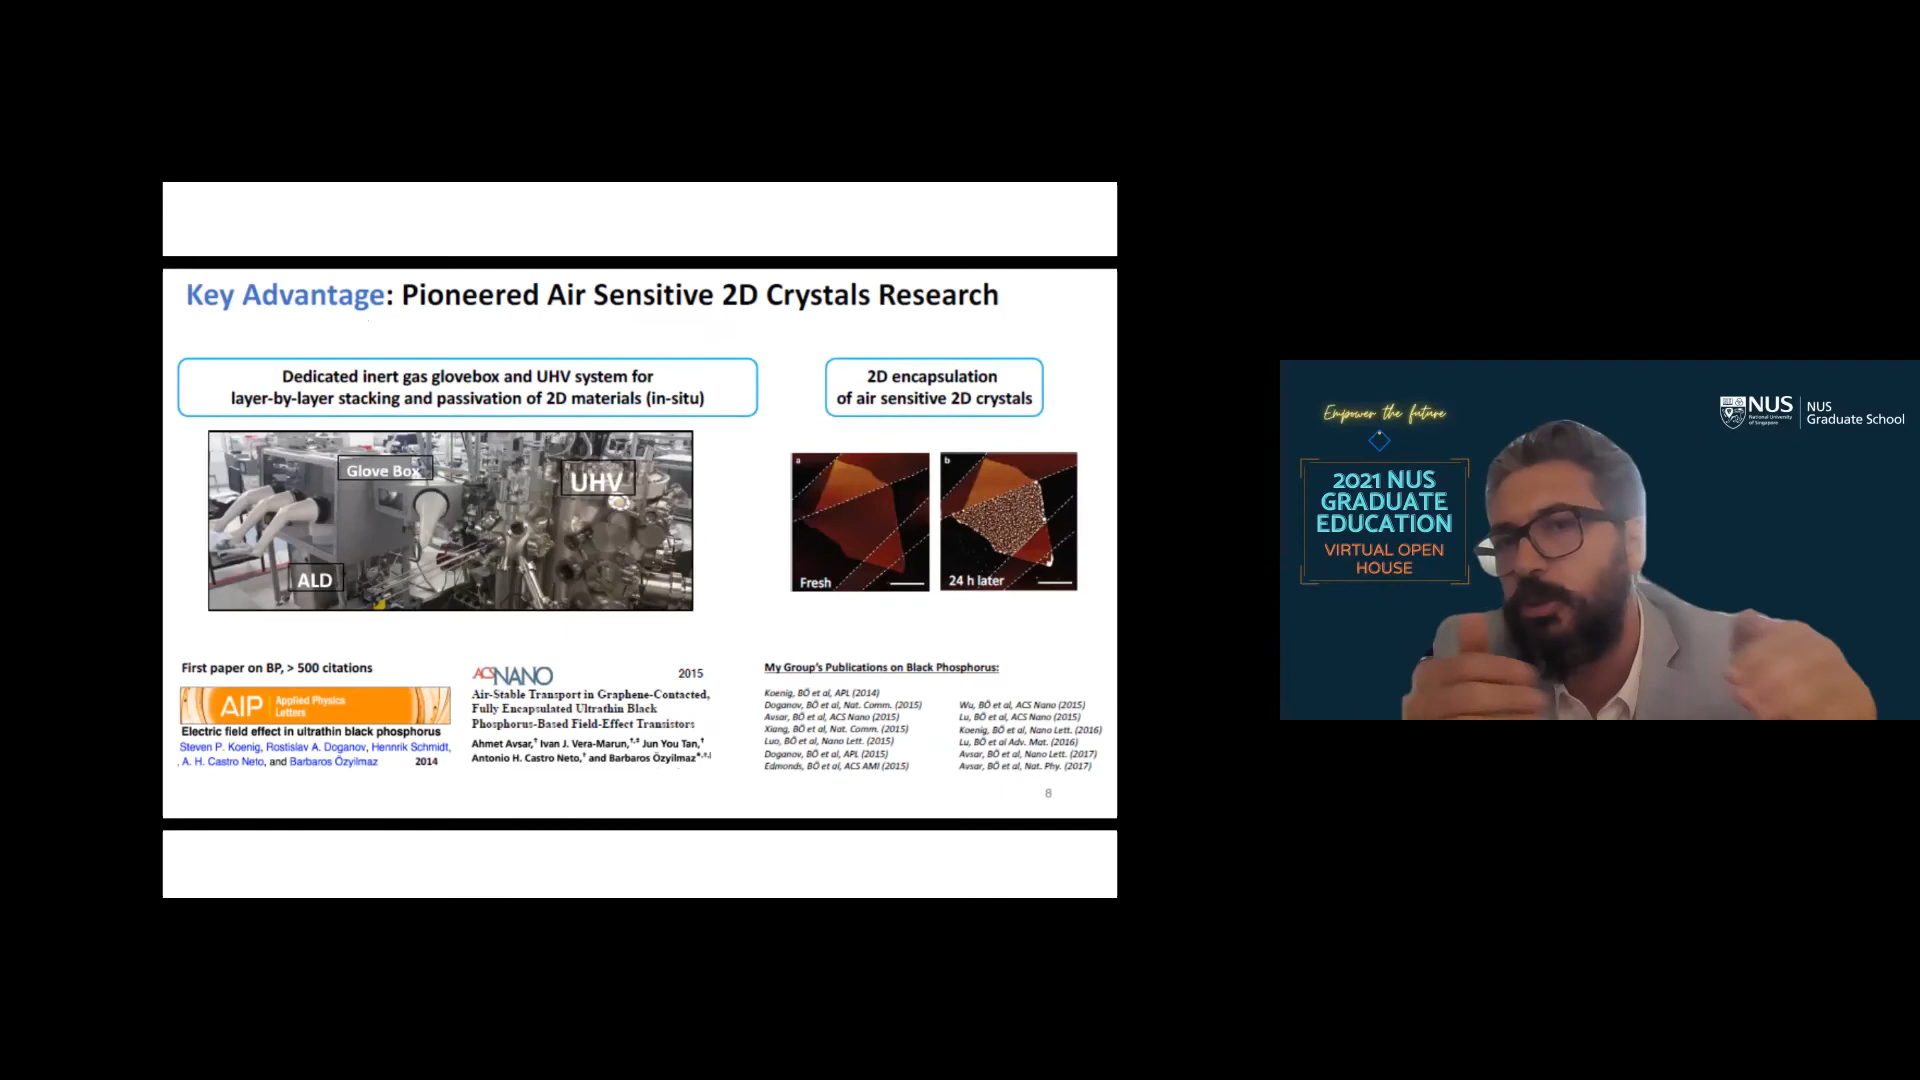 Key Advantage: Pioneered Air Sensitive 2D Crystals Research
Dedicated inert gas glovebox and UHV system for
layer-by-layer stacking and passivation of 2D materials (in-situ)
2D encapsulation
of air sensitive 2D crystals
Glove Box
UHV
ALD
a
Fresh
b
24 h later
First paper on BP, > 500 citations
AIP
Applied Physics
Letters
Electric field effect in ultrathin black phosphorus
Steven P. Koenig, Rostislav A. Doganov, Hennrik Schmidt,
A. H. Castro Neto, and Barbaros Özyilmaz
2014
ACSNANO
2015
Air-Stable Transport in Graphene-Contacted,
Fully Encapsulated Ultrathin Black
Phosphorus-Based Field-Effect Transistors
Ahmet Avsar,† Ivan J. Vera-Marun,†,‡ Jun You Tan,†
Antonio H. Castro Neto,† and Barbaros Özyilmaz
My Group's Publications on Black Phosphorus:
Koenig, BÖ et al, APL (2014)
Doganov, BÖ et al, Nat. Comm. (2015)
Avsar, BÖ et al, ACS Nano (2015)
Xiang, BÖ et al, Nat. Comm. (2015)
Luo, BÖ et al, Nano Lett. (2015)
Doganov, BÖ et al, APL (2015)
Edmonds, BÖ et al, ACS AMI (2015)
Wu, BÖ et al, ACS Nano (2015)
Lu, BÖ et al, ACS Nano (2015)
Koenig, BÖ et al, Nano Lett. (2016)
Lu, BÖ et al Adv. Mat. (2016)
Avsar, BÖ et al, Nano Lett. (2017)
Avsar, BÖ et al, Nat. Phy. (2017)
8
Empower the future
2021 NUS
GRADUATE
EDUCATION
VIRTUAL OPEN
HOUSE
NUS
National University
of Singapore
NUS
Graduate School